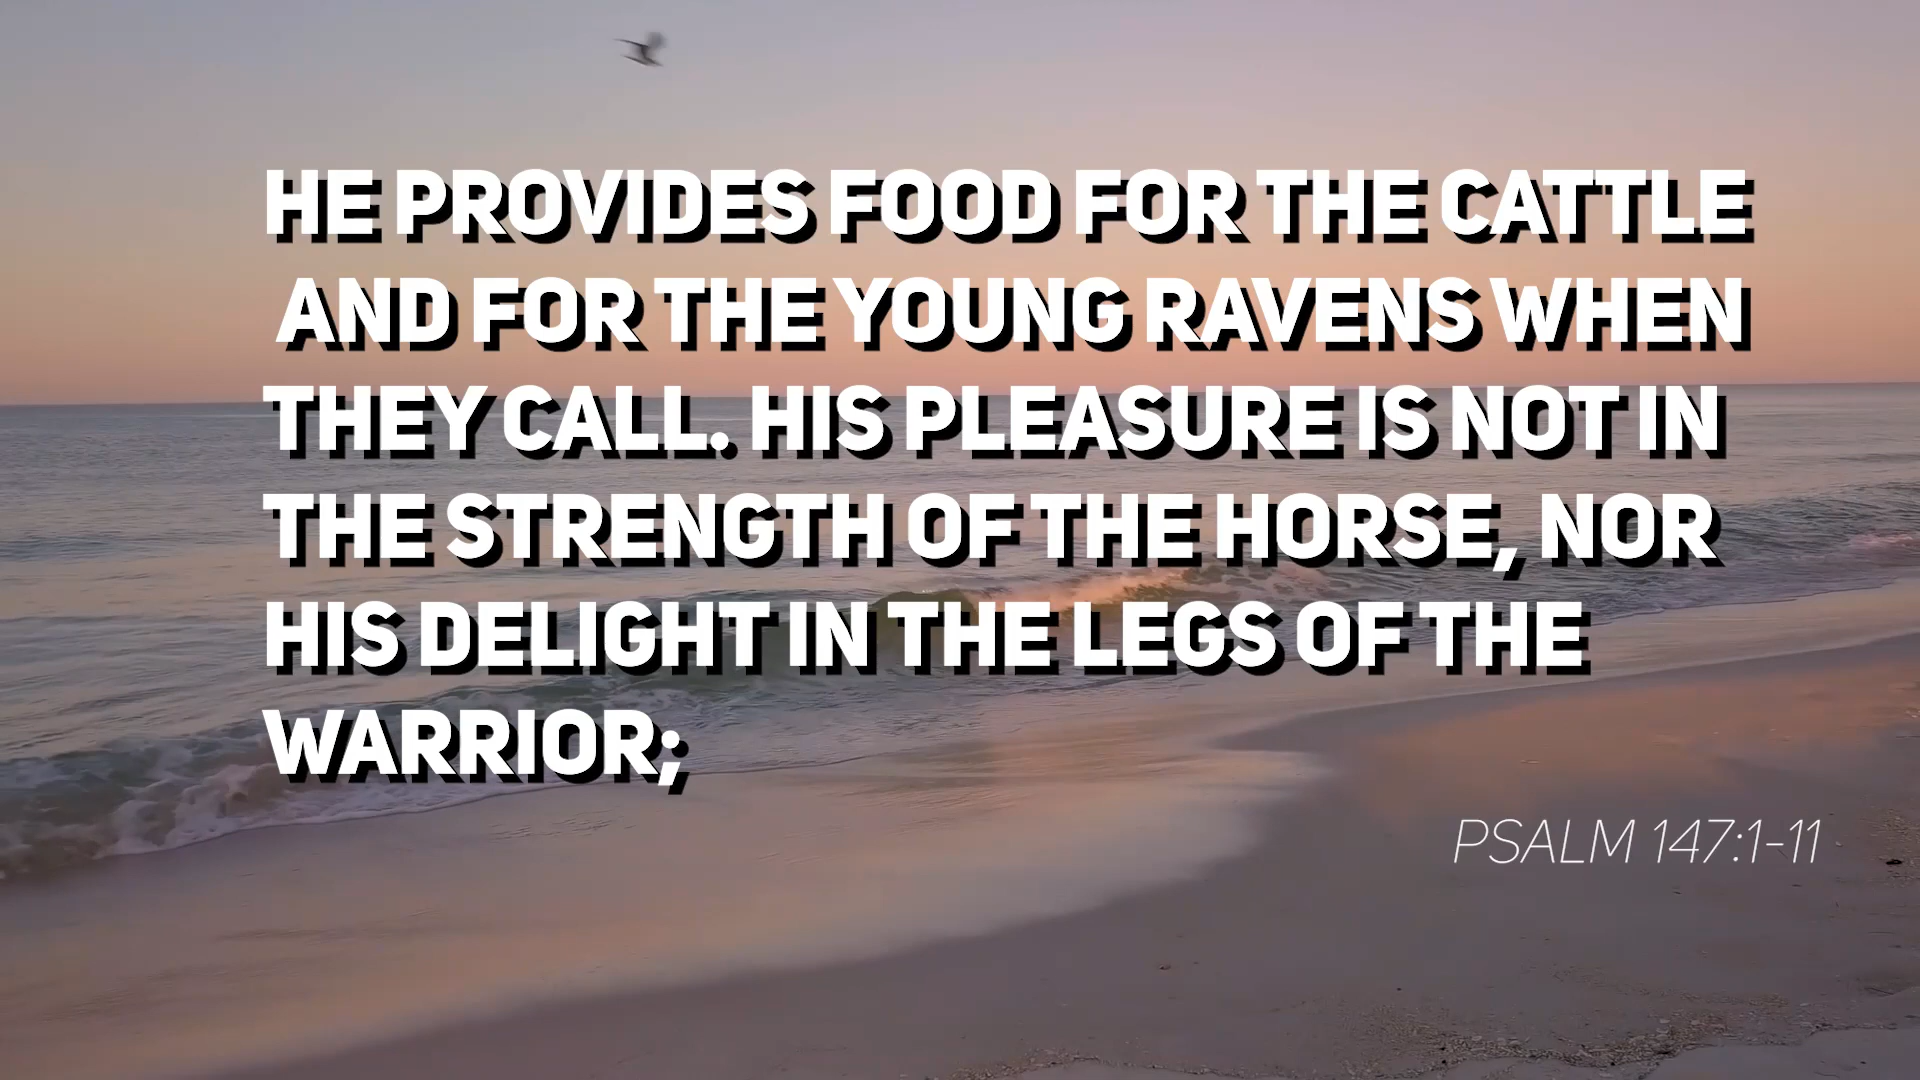 HE PROVIDES FOOD FOR THE CATTLE
AND FOR THE YOUNG RAVENS WHEN
THEY CALL. HIS PLEASURE IS NOT IN
THE STRENGTH OF THE HORSE, NOR
HIS DELIGHT IN THE LEGS OF THE
WARRIOR;
PSALM 147:1-11